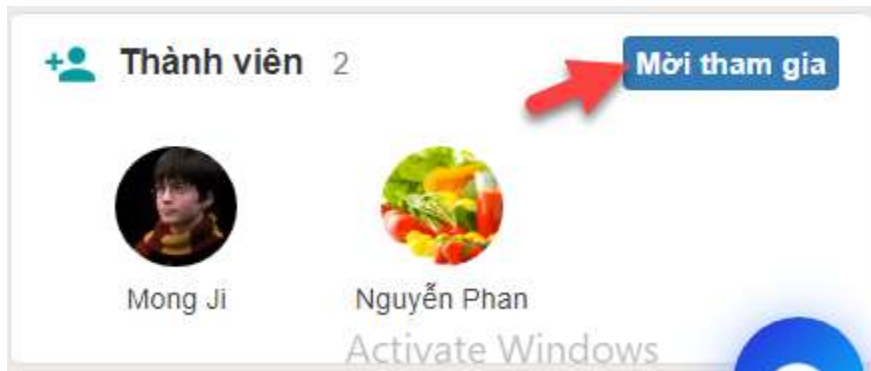 Thành viên 2
Mời tham gia
Mong Ji
Nguyễn Phan
Activate Windows